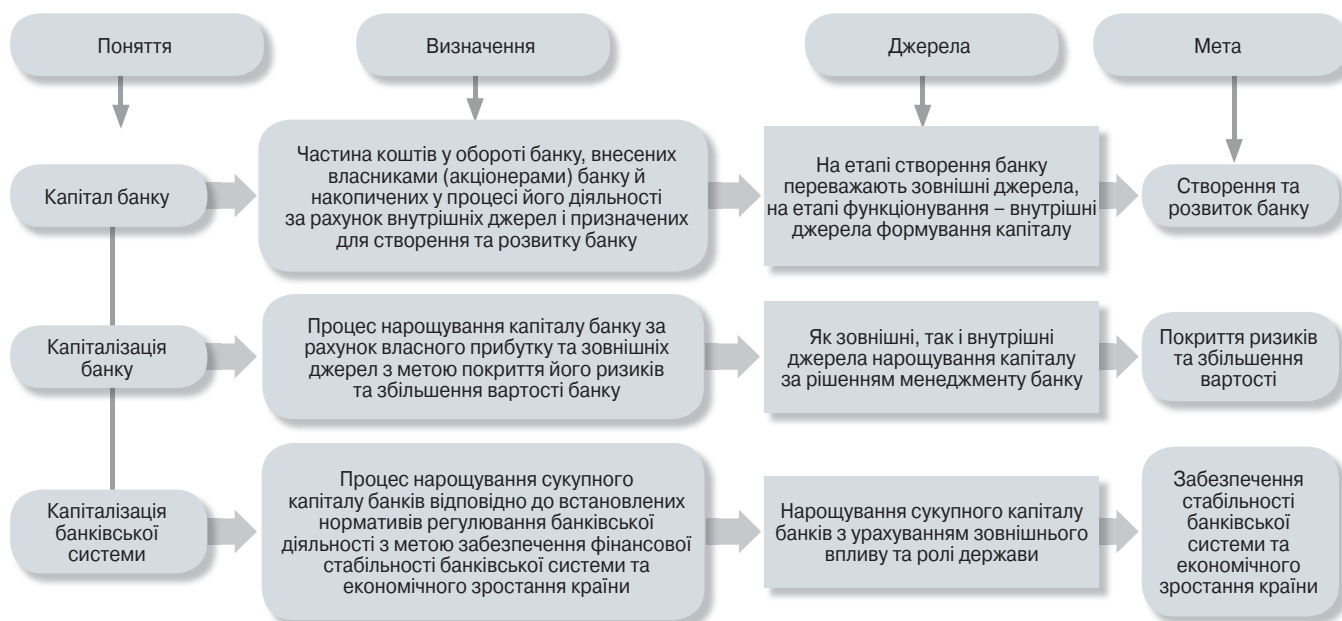 Поняття
Визначення
Джерела
Мета
Капітал банку
Частина коштів у обороті банку, внесених
власниками (акціонерами) банку й
накопичених у процесі його діяльності
за рахунок внутрішніх джерел і призначених
для створення та розвитку банку
На етапі створення банку
переважають зовнішні джерела,
на етапі функціонування – внутрішні
джерела формування капіталу
Створення та
розвиток банку
Капіталізація
банку
Процес нарощування капіталу банку за
рахунок власного прибутку та зовнішніх
джерел з метою покриття його ризиків
та збільшення вартості банку
Як зовнішні, так і внутрішні
джерела нарощування капіталу
за рішенням менеджменту банку
Покриття ризиків
та збільшення
вартості
Капіталізація
банківської
системи
Процес нарощування сукупного
капіталу банків відповідно до встановлених
нормативів регулювання банківської
діяльності з метою забезпечення фінансової
стабільності банківської системи та
економічного зростання країни
Нарощування сукупного капіталу
банків з урахуванням зовнішнього
впливу та ролі держави
Забезпечення
стабільності
банківської
системи та
економічного
зростання країни